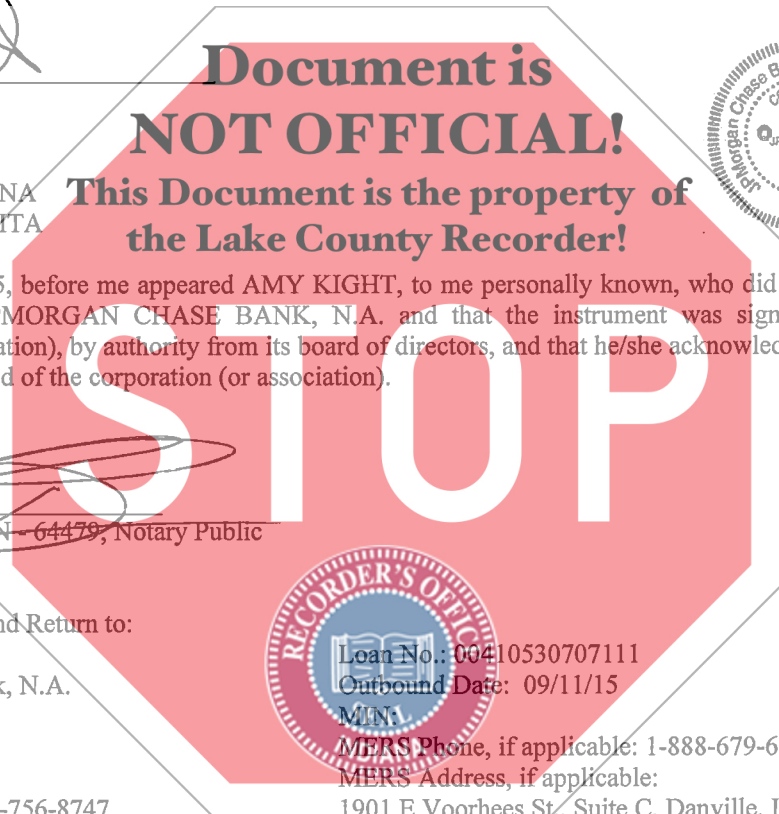 Document is
NOT OFFICIAL!
JPMorgan Chase B
NA
This Document is the property of
ITA
the Lake County Recorder!
5, before me appeared AMY KIGHT, to me personally known, who did
PMORGAN CHASE BANK, N.A. and that the instrument was sign
ation), by authority from its board of directors, and that he/she acknowled
d of the corporation (or association).
STOP
N - 64479, Notary Public
RECORDER'S OFFICE
nd Return to:
Loan No.: 00410530707111
k, N.A.
Outbound Date: 09/11/15
SEAL
MIN:
INDIANA
MERS Phone, if applicable: 1-888-679-6
MERS Address, if applicable:
-756-8747
1901 E Voorhees St., Suite C, Danville, I